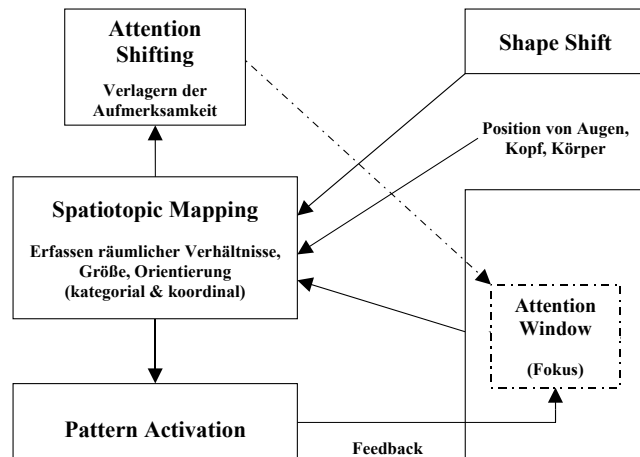 Attention
Shifting
Verlagern der
Aufmerksamkeit
Shape Shift
Position von Augen,
Kopf, Körper
Spatiotopic Mapping
Erfassen räumlicher Verhältnisse,
Größe, Orientierung
(kategorial & koordinal)
Attention
Window
(Fokus)
Pattern Activation
Feedback